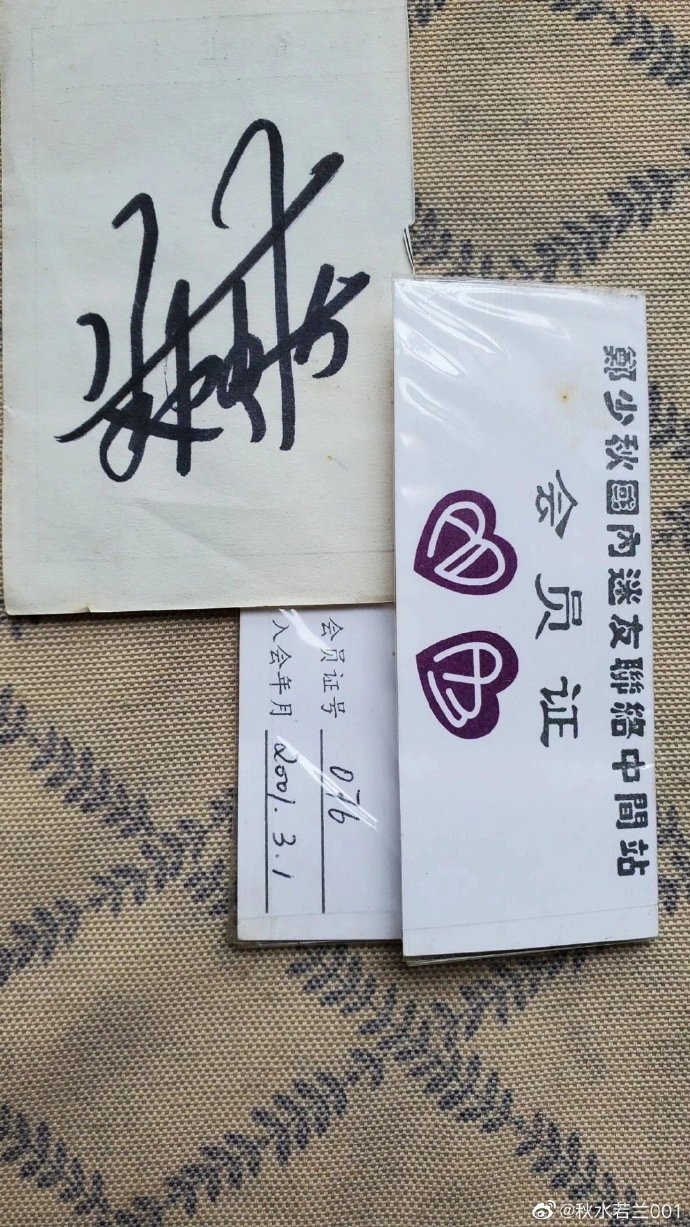 鄭少秋國內迷友聯絡中間站
会员证
会员证号 076
入会年月 2001.3.1
@秋水若兰001